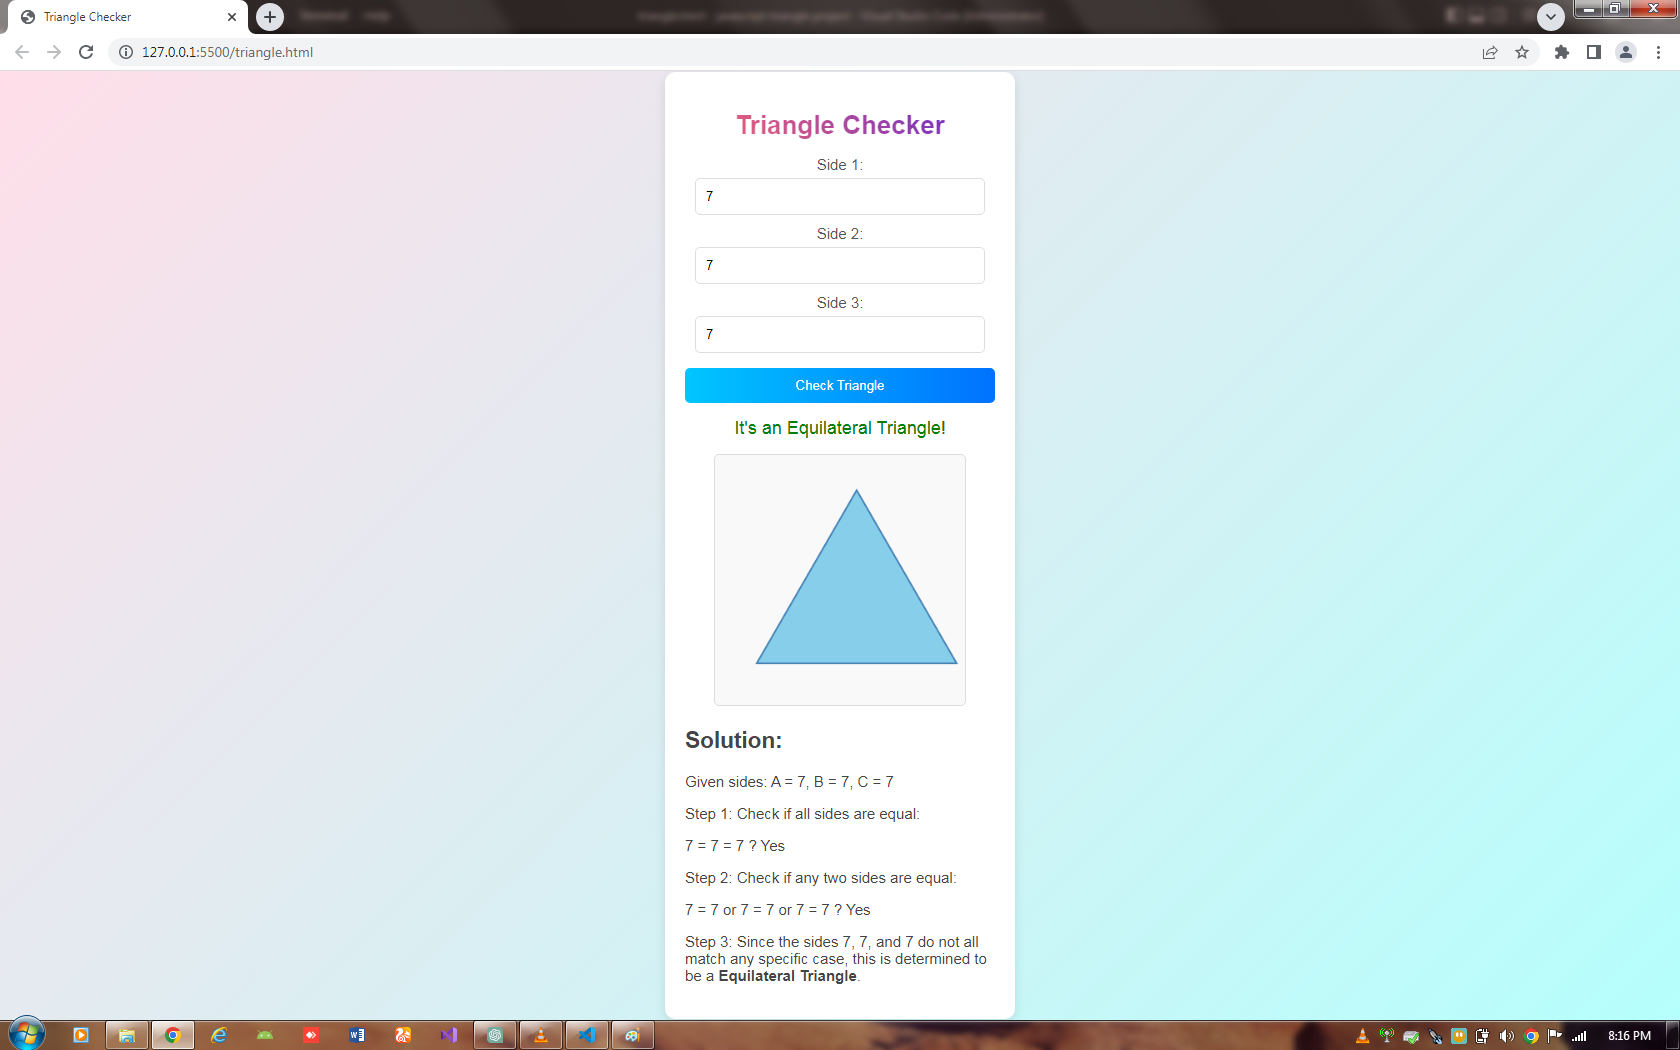 Triangle Checker
127.0.0.1:5500/triangle.html
Triangle Checker
Side 1:
7
Side 2:
7
Side 3:
7
Check Triangle
It's an Equilateral Triangle!
Solution:
Given sides: A = 7, B = 7, C = 7
Step 1: Check if all sides are equal:
7 = 7 = 7 ? Yes
Step 2: Check if any two sides are equal:
7 = 7 or 7 = 7 or 7 = 7 ? Yes
Step 3: Since the sides 7, 7, and 7 do not all
match any specific case, this is determined to
be a Equilateral Triangle.
8:16 PM